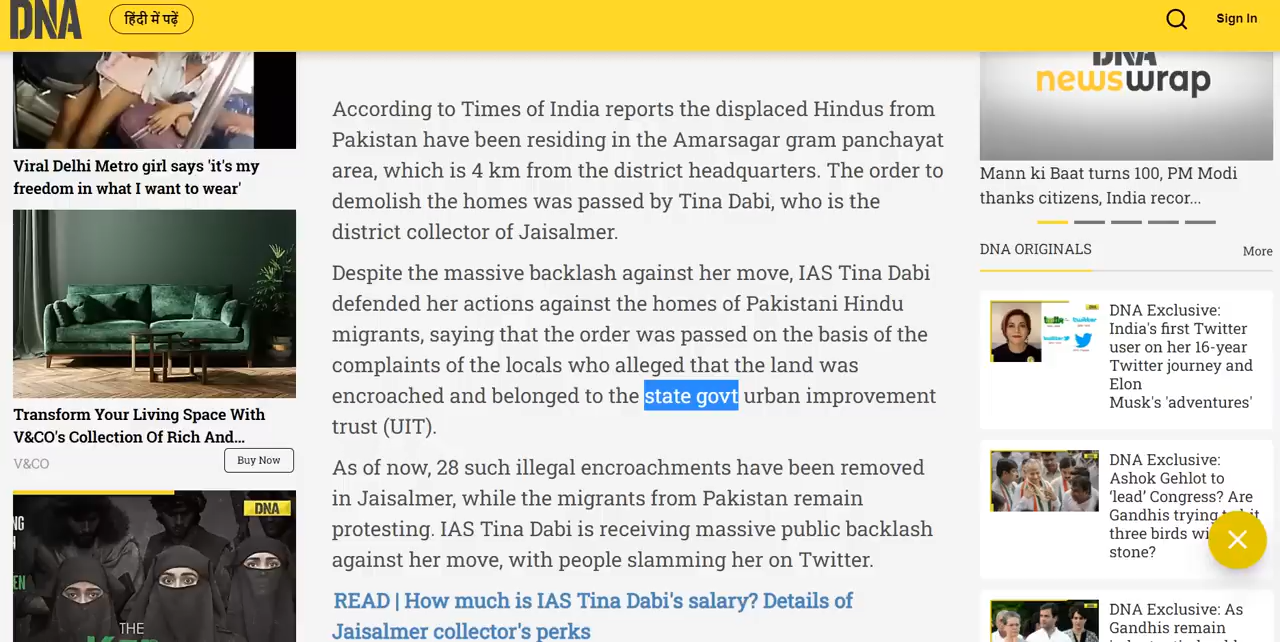 DNA
हिंदी में पढ़ें
Sign In
Viral Delhi Metro girl says 'it's my
freedom in what I want to wear'
Transform Your Living Space With
V&CO's Collection Of Rich And...
V&CO
Buy Now
DNA
THE
According to Times of India reports the displaced Hindus from
Pakistan have been residing in the Amarsagar gram panchayat
area, which is 4 km from the district headquarters. The order to
demolish the homes was passed by Tina Dabi, who is the
district collector of Jaisalmer.
Despite the massive backlash against her move, IAS Tina Dabi
defended her actions against the homes of Pakistani Hindu
migrants, saying that the order was passed on the basis of the
complaints of the locals who alleged that the land was
encroached and belonged to the state govt urban improvement
trust (UIT).
As of now, 28 such illegal encroachments have been removed
in Jaisalmer, while the migrants from Pakistan remain
protesting. IAS Tina Dabi is receiving massive public backlash
against her move, with people slamming her on Twitter.
READ | How much is IAS Tina Dabi's salary? Details of
Jaisalmer collector's perks
DNA
newswrap
Mann ki Baat turns 100, PM Modi
thanks citizens, India recor...
DNA ORIGINALS
More
DNA Exclusive:
India's first Twitter
user on her 16-year
Twitter journey and
Elon
Musk's 'adventures'
DNA Exclusive:
Ashok Gehlot to
'lead' Congress? Are
Gandhis trying to hit
three birds
stone?
DNA Exclusive: As
Gandhis remain